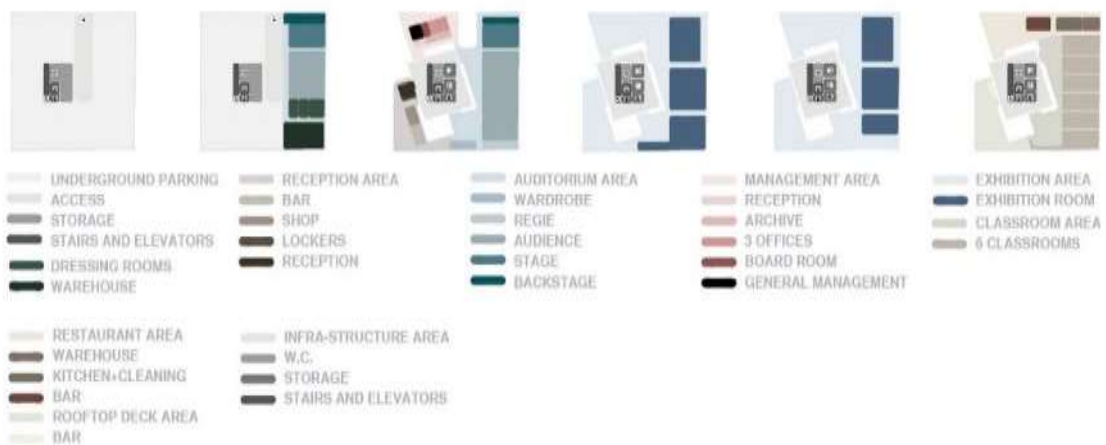 UNDERGROUND PARKING
ACCESS
STORAGE
STAIRS AND ELEVATORS
DRESSING ROOMS
WAREHOUSE
RECEPTION AREA
BAR
SHOP
LOCKERS
RECEPTION
AUDITORIUM AREA
WARDROBE
REGIE
AUDIENCE
STAGE
BACKSTAGE
MANAGEMENT AREA
RECEPTION
ARCHIVE
3 OFFICES
BOARD ROOM
GENERAL MANAGEMENT
EXHIBITION AREA
EXHIBITION ROOM
CLASSROOM AREA
6 CLASSROOMS
RESTAURANT AREA
WAREHOUSE
KITCHEN+CLEANING
BAR
ROOFTOP DECK AREA
BAR
INFRA-STRUCTURE AREA
W.C.
STORAGE
STAIRS AND ELEVATORS